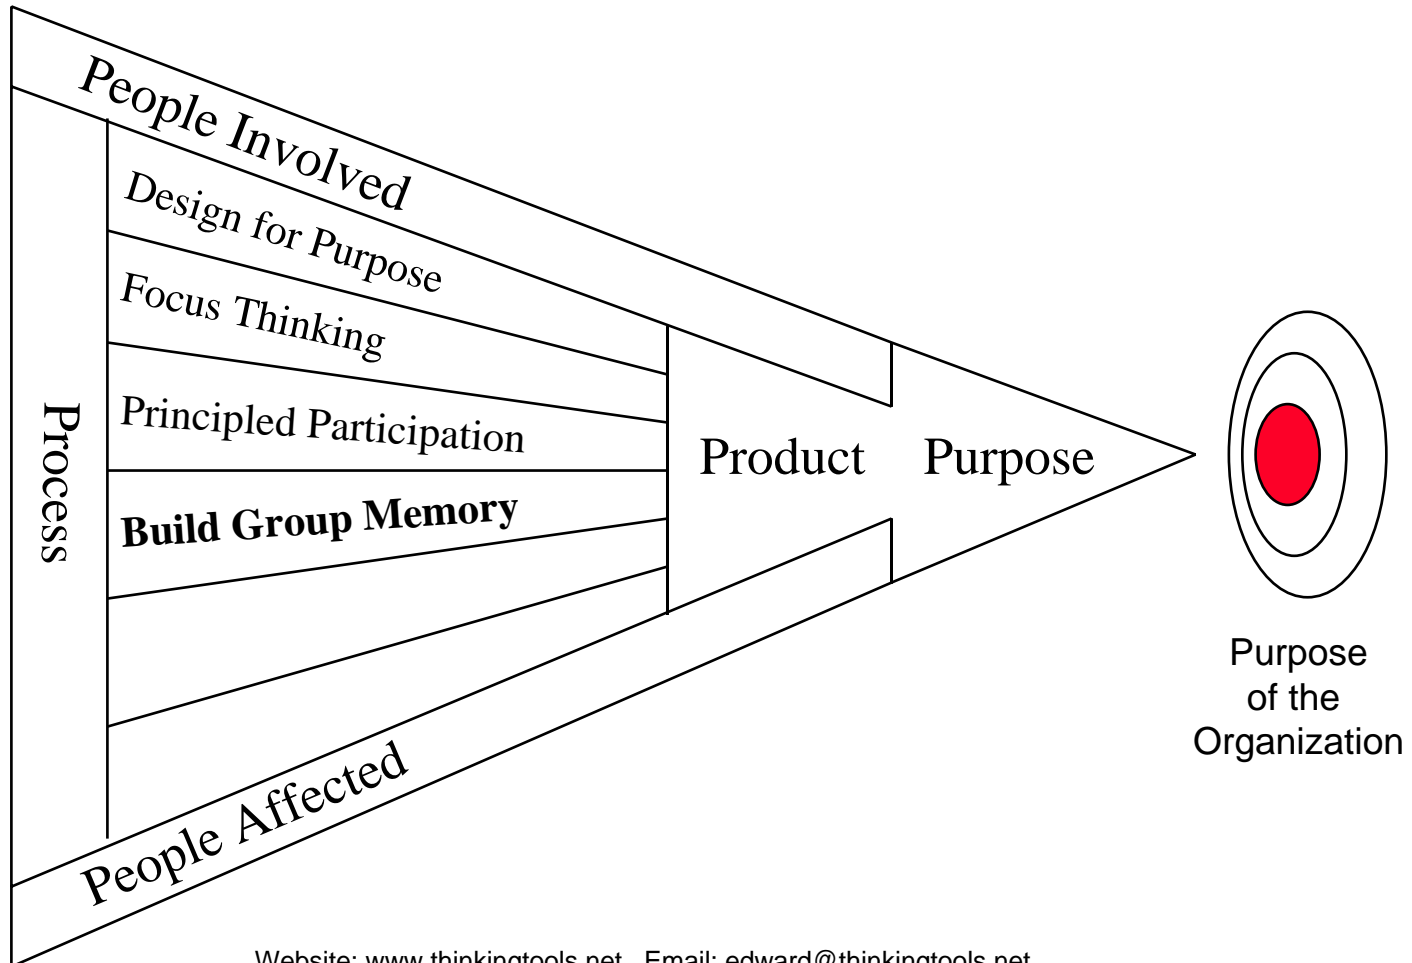 People Involved
Design for Purpose
Focus Thinking
Principled Participation
Build Group Memory
Process
Product
Purpose
People Affected
Purpose
of the
Organization
Website: www.thinkingtools.net Email: edward@thinkingtools.net